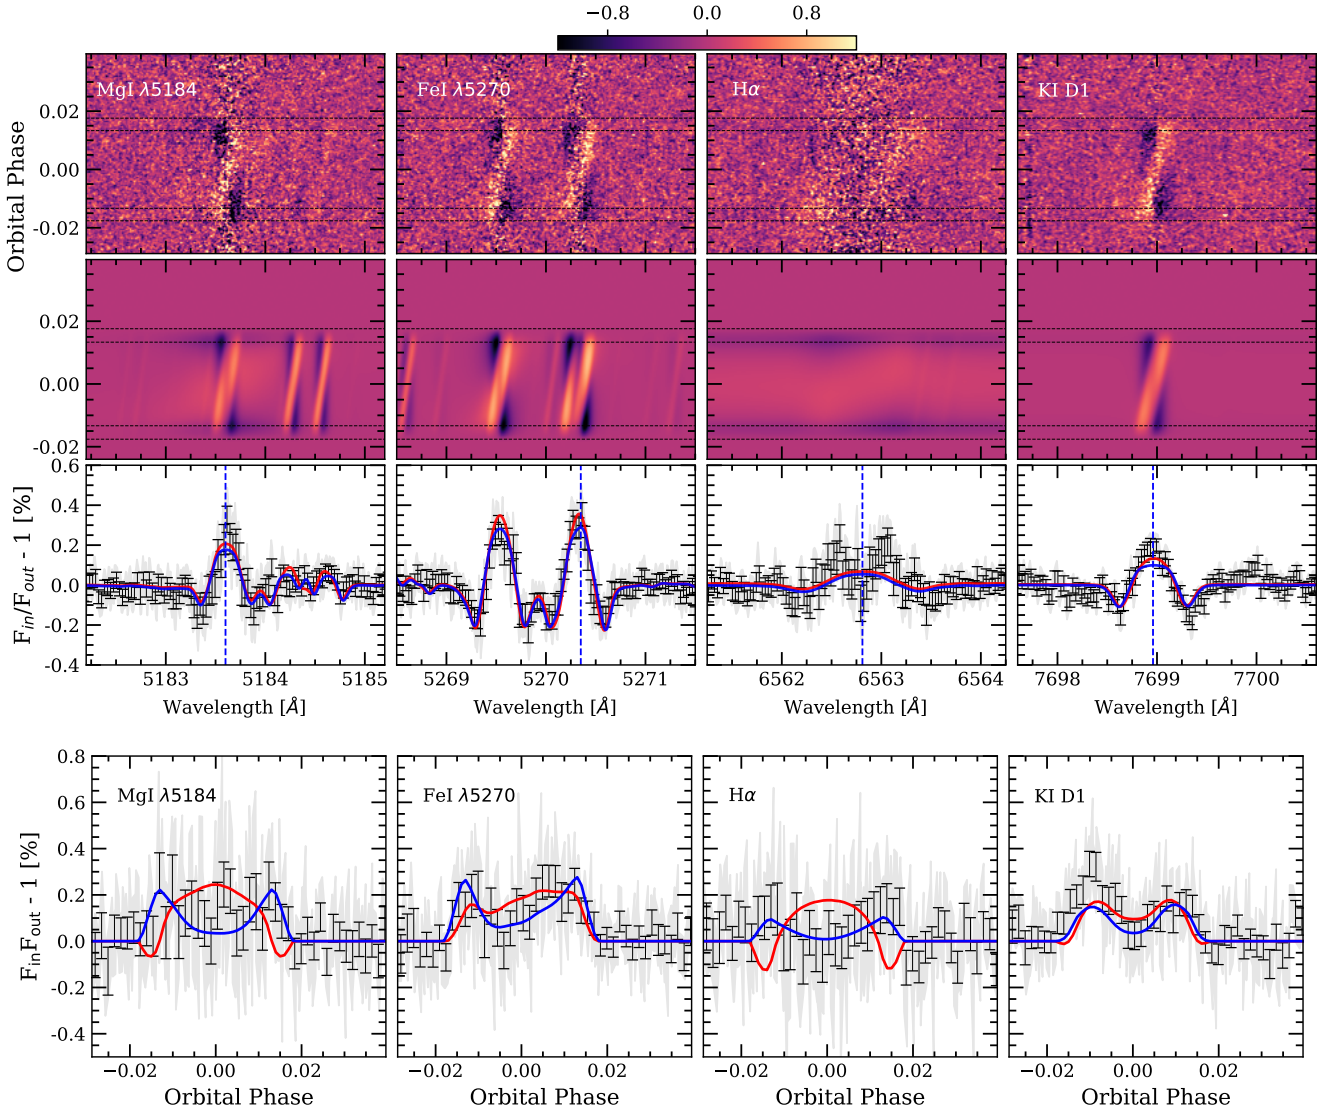 −0.8 0.0 0.8
MgI λ5184 FeI λ5270 Hα KI D1
0.02
0.00
-0.02
Orbital Phase
0.02
0.00
-0.02
0.6
0.4
0.2
0.0
-0.2
-0.4
F_in/F_out - 1 [%]
5183 5184 5185 5269 5270 5271 6562 6563 6564 7698 7699 7700
Wavelength [Å] Wavelength [Å] Wavelength [Å] Wavelength [Å]
0.8
0.6
0.4
0.2
0.0
-0.2
-0.4
F_inF_out - 1 [%]
MgI λ5184 FeI λ5270 Hα KI D1
−0.02 0.00 0.02 −0.02 0.00 0.02 −0.02 0.00 0.02 −0.02 0.00 0.02
Orbital Phase Orbital Phase Orbital Phase Orbital Phase